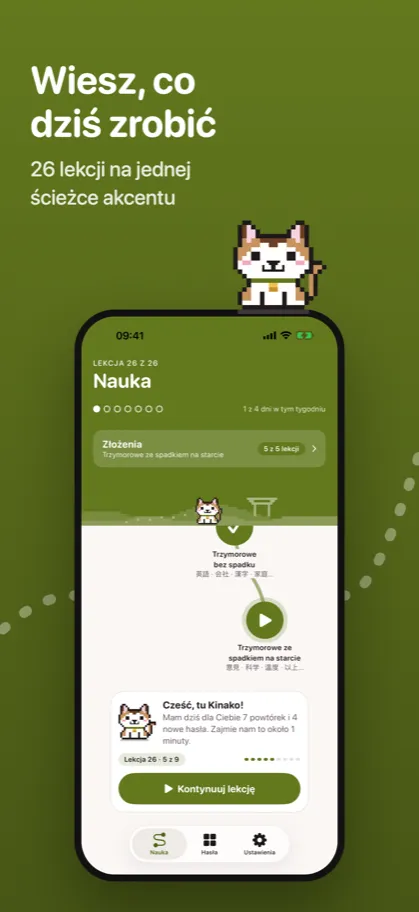 Wiesz, co
dziś zrobić
26 lekcji na jednej
ścieżce akcentu
09:41
LEKCJA 26 Z 26
Nauka
1 z 4 dni w tym tygodniu
Złożenia
Trzymorowe ze spadkiem na starcie
5 z 5 lekcji
Trzymorowe
bez spadku
英語 · 会社 · 漢字 · 家庭...
Trzymorowe ze
spadkiem na starcie
意見 · 科学 · 温度 · 以上...
Cześć, tu Kinako!
Mam dziś dla Ciebie 7 powtórek i 4
nowe hasła. Zajmie nam to około 1
minuty.
Lekcja 26 · 5 z 9
Kontynuuj lekcję
Nauka
Hasła
Ustawienia